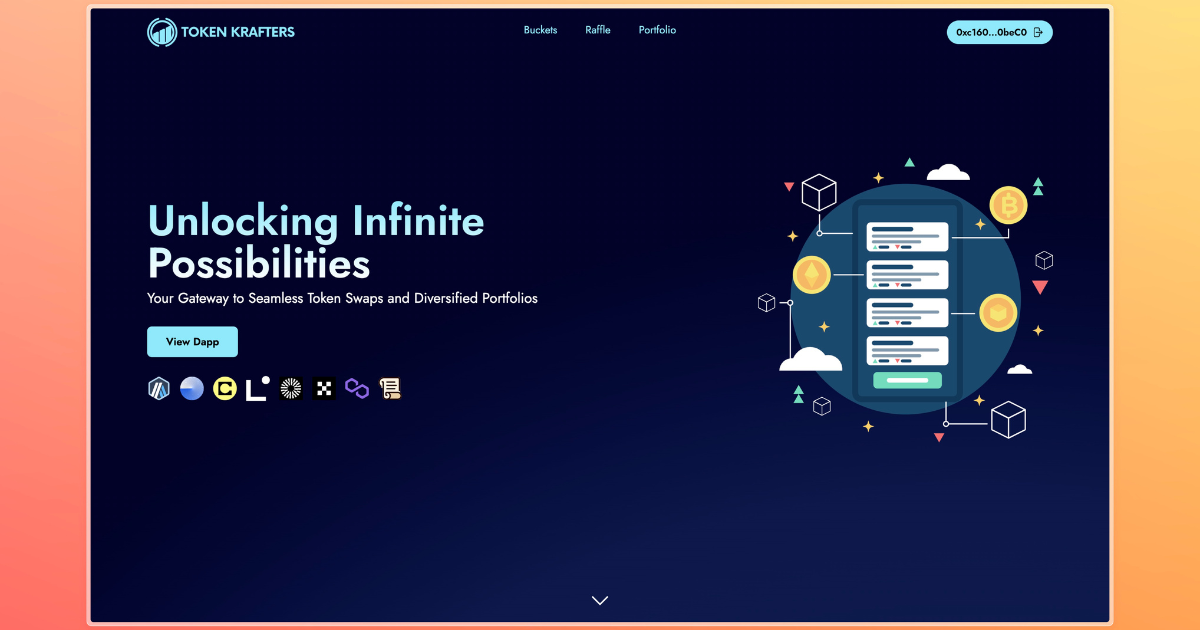 TOKEN KRAFTERS
Buckets Raffle Portfolio
0xc160...0beC0
Unlocking Infinite
Possibilities
Your Gateway to Seamless Token Swaps and Diversified Portfolios
View Dapp